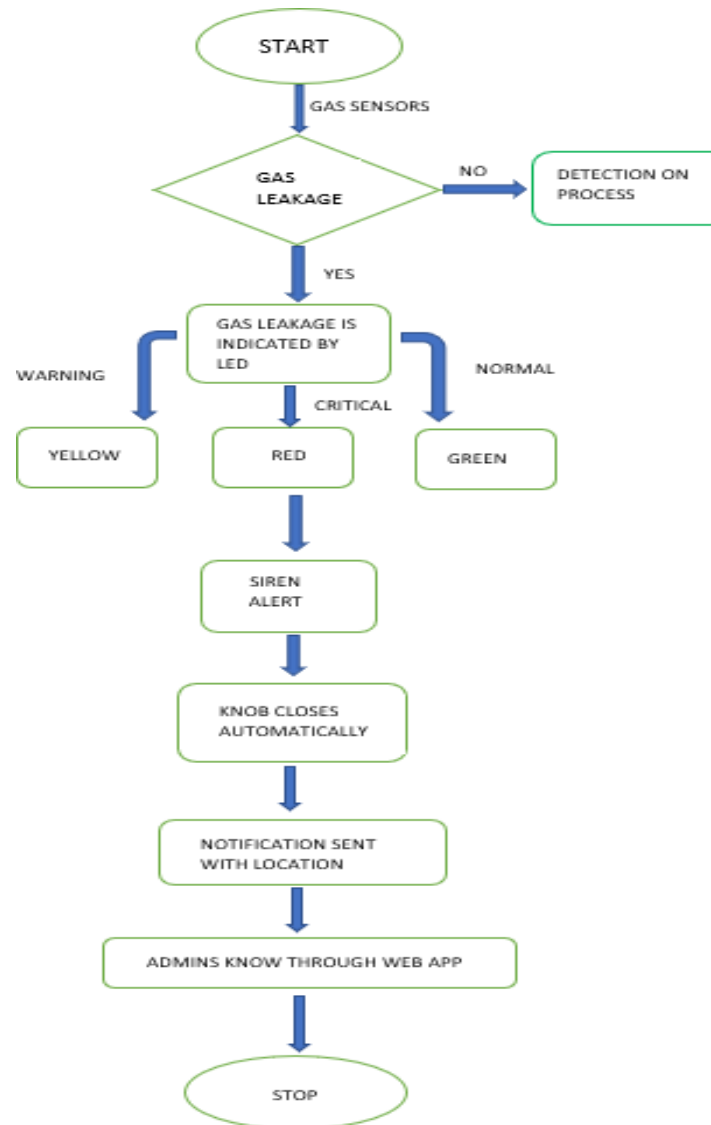 START
GAS SENSORS
GAS
LEAKAGE
NO
DETECTION ON
PROCESS
YES
GAS LEAKAGE IS
INDICATED BY
LED
WARNING
CRITICAL
NORMAL
YELLOW
RED
GREEN
SIREN
ALERT
KNOB CLOSES
AUTOMATICALLY
NOTIFICATION SENT
WITH LOCATION
ADMINS KNOW THROUGH WEB APP
STOP